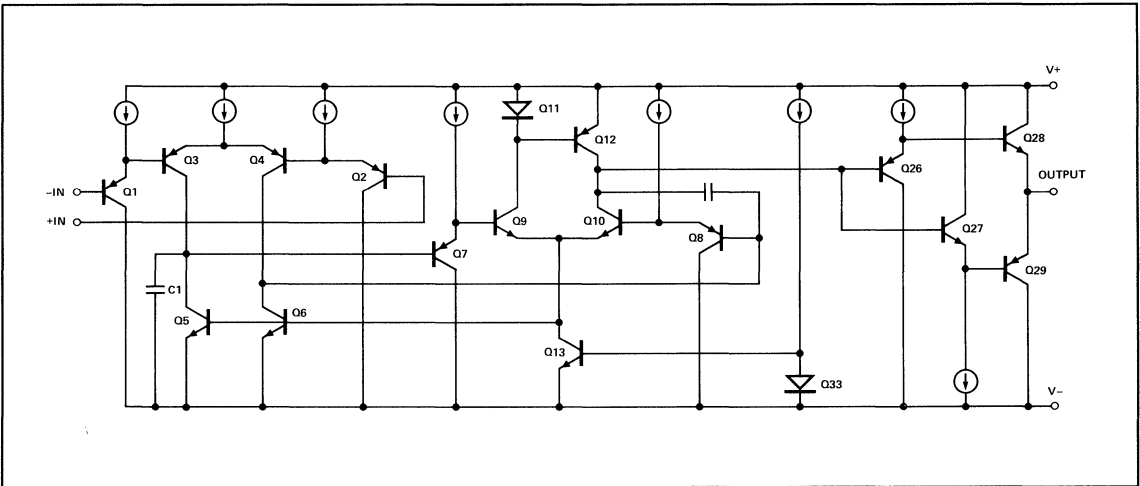 V+
Q11
Q12
Q3
Q4
Q2
Q26
Q28
–IN
Q1
OUTPUT
+IN
Q9
Q10
Q8
Q27
Q7
Q29
C1
Q5
Q6
Q13
Q33
V–